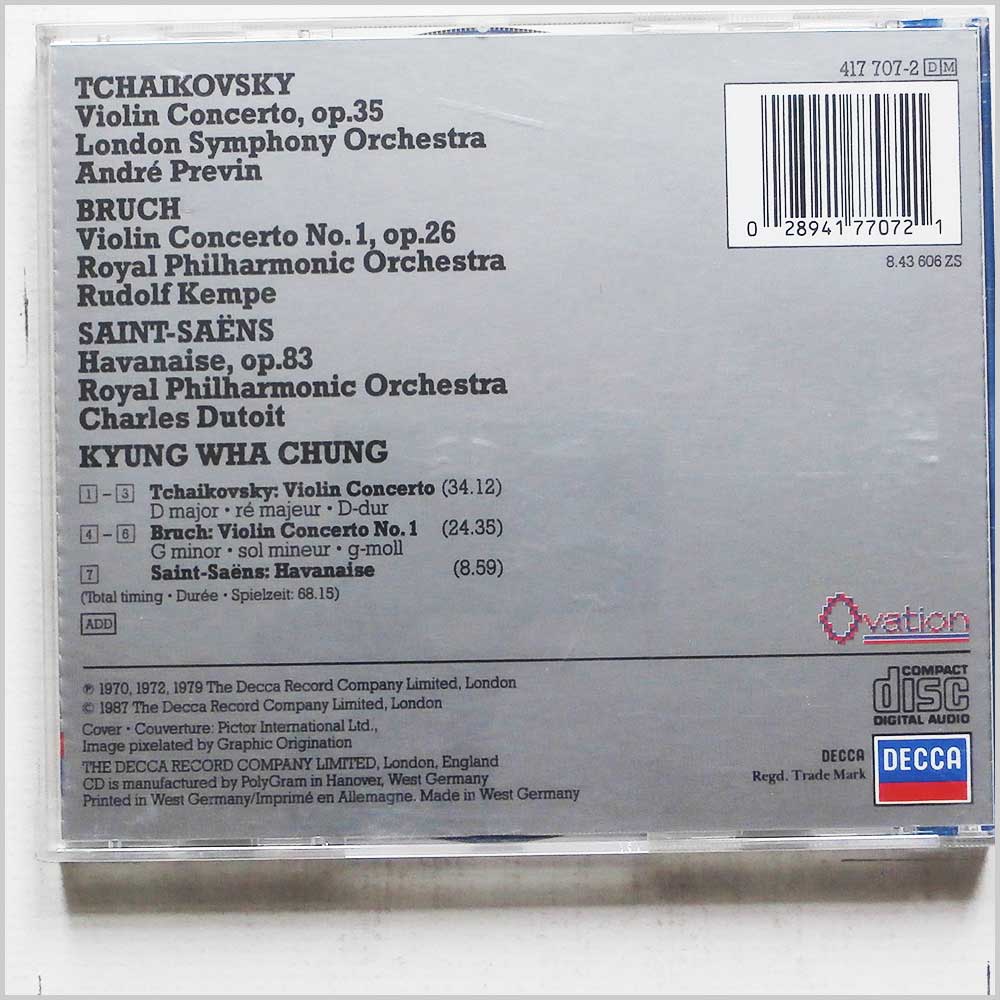 TCHAIKOVSKY
Violin Concerto, op.35
London Symphony Orchestra
André Previn
BRUCH
Violin Concerto No.1, op.26
Royal Philharmonic Orchestra
Rudolf Kempe
SAINT-SAËNS
Havanaise, op.83
Royal Philharmonic Orchestra
Charles Dutoit
KYUNG WHA CHUNG
417 707-2 DM
0 28941 77072 1
8.43 606 ZS
1 – 3 Tchaikovsky: Violin Concerto (34.12)
D major · ré majeur · D-dur
4 – 6 Bruch: Violin Concerto No.1 (24.35)
G minor · sol mineur · g-moll
7 Saint-Saëns: Havanaise (8.59)
(Total timing · Durée · Spielzeit: 68.15)
ADD
Ovation
℗ 1970, 1972, 1979 The Decca Record Company Limited, London
© 1987 The Decca Record Company Limited, London
Cover · Couverture: Pictor International Ltd.,
Image pixelated by Graphic Origination
THE DECCA RECORD COMPANY LIMITED, London, England
CD is manufactured by PolyGram in Hanover, West Germany
Printed in West Germany/Imprimé en Allemagne. Made in West Germany
COMPACT
disc
DIGITAL AUDIO
DECCA
Regd. Trade Mark
DECCA